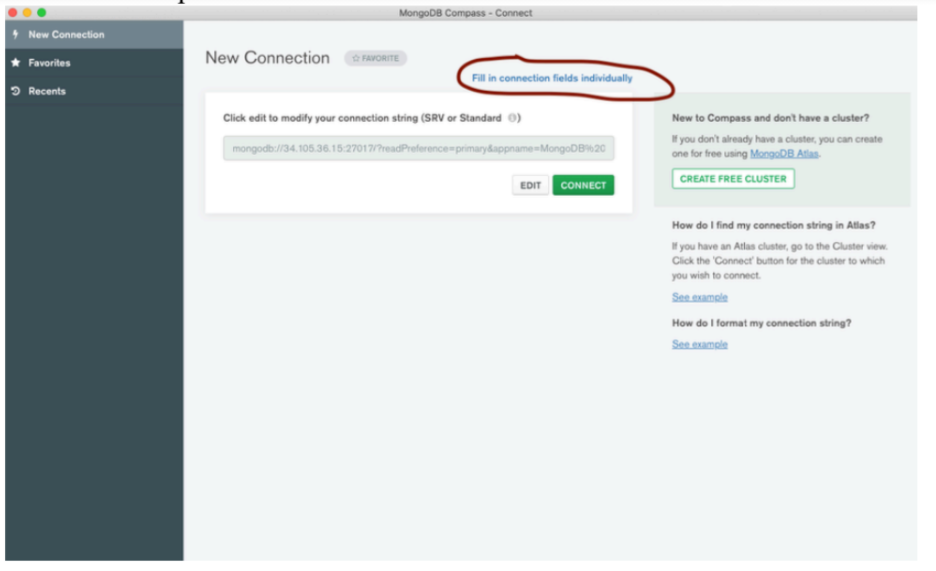 MongoDB Compass - Connect
New Connection
Favorites
Recents
New Connection
FAVORITE
Fill in connection fields individually
Click edit to modify your connection string (SRV or Standard)
mongodb://34.105.36.15:27017/?readPreference=primary&appname=MongoDB%20
EDIT
CONNECT
New to Compass and don't have a cluster?
If you don't already have a cluster, you can create
one for free using MongoDB Atlas.
CREATE FREE CLUSTER
How do I find my connection string in Atlas?
If you have an Atlas cluster, go to the Cluster view.
Click the 'Connect' button for the cluster to which
you wish to connect.
See example
How do I format my connection string?
See example